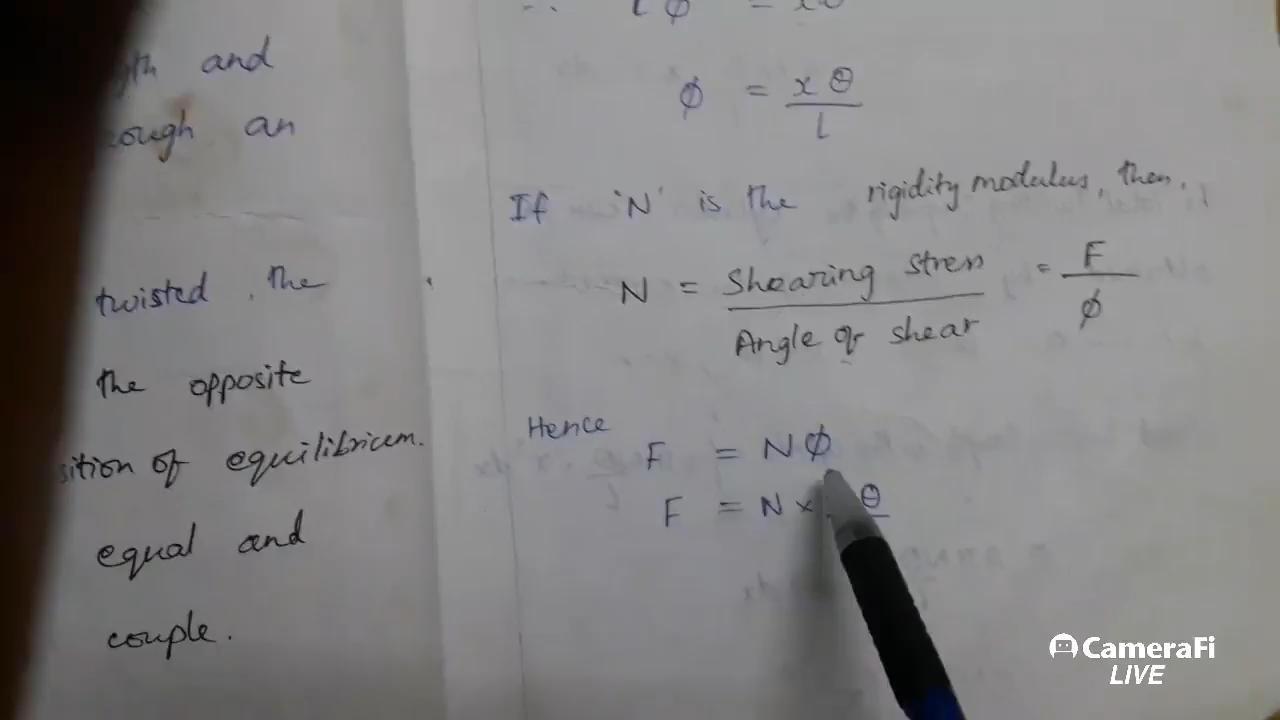 and
an
twisted, the
the opposite
of equilibrium.
equal and
couple.
φ = xθ / l
If 'N' is the rigidity modulus, then,
N = Shearing stress / Angle of shear = F / φ
Hence F = Nφ
F = N × θ
CameraFi
LIVE